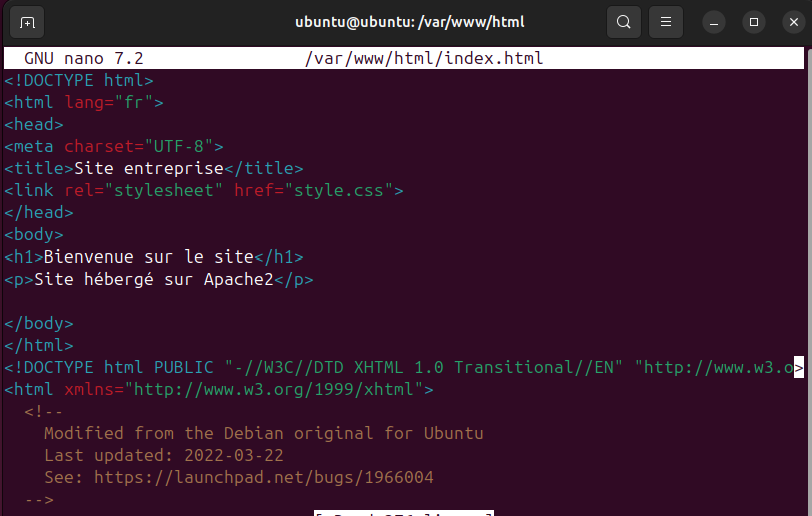 ubuntu@ubuntu: /var/www/html
GNU nano 7.2 /var/www/html/index.html
<!DOCTYPE html>
<html lang="fr">
<head>
<meta charset="UTF-8">
<title>Site entreprise</title>
<link rel="stylesheet" href="style.css">
</head>
<body>
<h1>Bienvenue sur le site</h1>
<p>Site hébergé sur Apache2</p>
</body>
</html>
<!DOCTYPE html PUBLIC "-//W3C//DTD XHTML 1.0 Transitional//EN" "http://www.w3.o>
<html xmlns="http://www.w3.org/1999/xhtml">
<!--
Modified from the Debian original for Ubuntu
Last updated: 2022-03-22
See: https://launchpad.net/bugs/1966004
-->